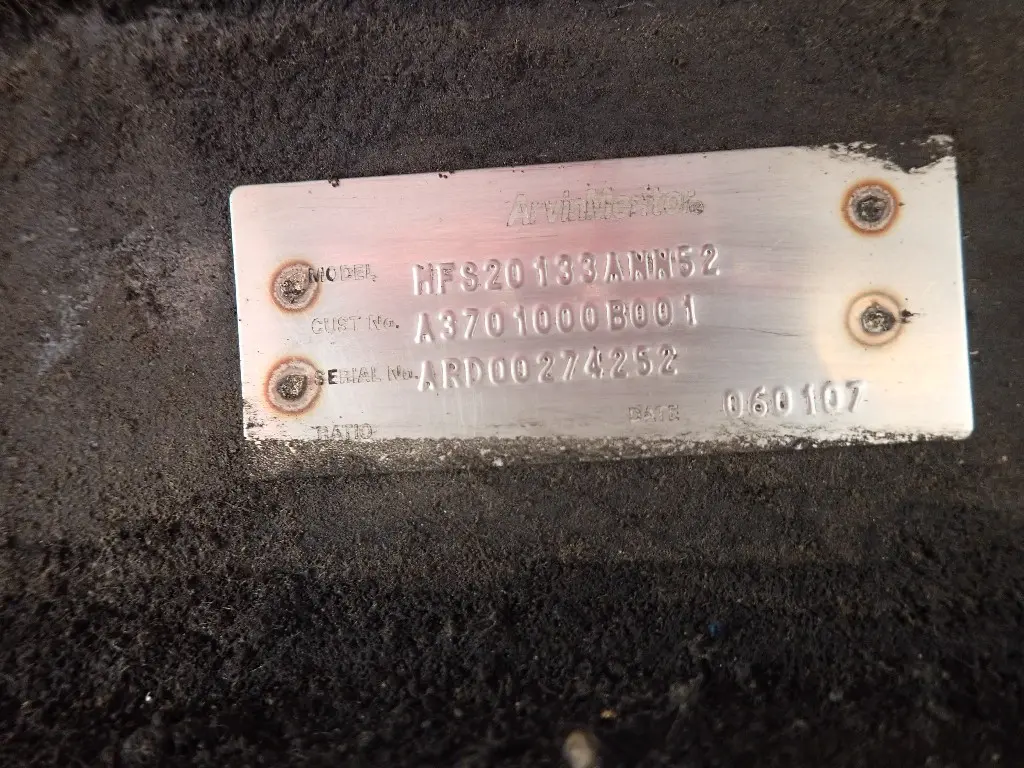 ArvinMeritor
MODEL MFS20133ANN52
CUST No. A3701000B001
SERIAL No. ARD00274252
RATIO DATE 060107